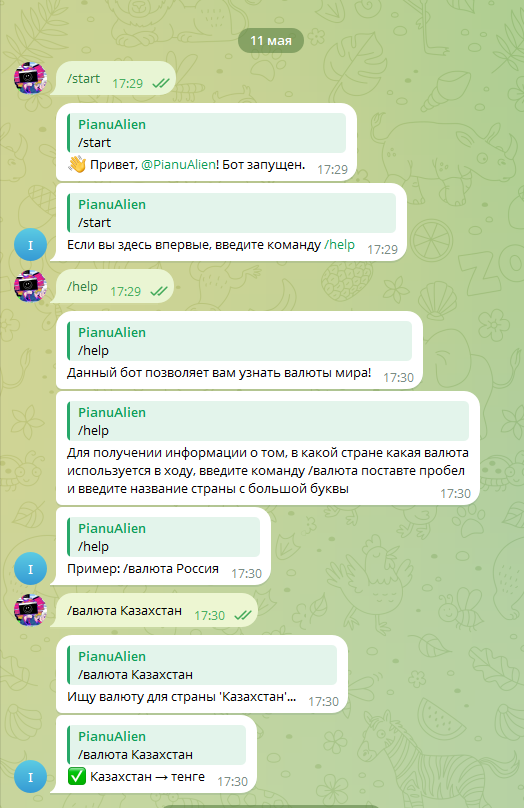 11 мая
/start 17:29
PianuAlien
/start
👋 Привет, @PianuAlien! Бот запущен. 17:29
PianuAlien
/start
Если вы здесь впервые, введите команду /help 17:29
I
/help 17:29
PianuAlien
/help
Данный бот позволяет вам узнать валюты мира! 17:30
PianuAlien
/help
Для получении информации о том, в какой стране какая валюта
используется в ходу, введите команду /валюта поставте пробел
и введите название страны с большой буквы 17:30
PianuAlien
/help
Пример: /валюта Россия 17:30
I
/валюта Казахстан 17:30
PianuAlien
/валюта Казахстан
Ищу валюту для страны 'Казахстан'... 17:30
PianuAlien
/валюта Казахстан
✅ Казахстан → тенге 17:30
I